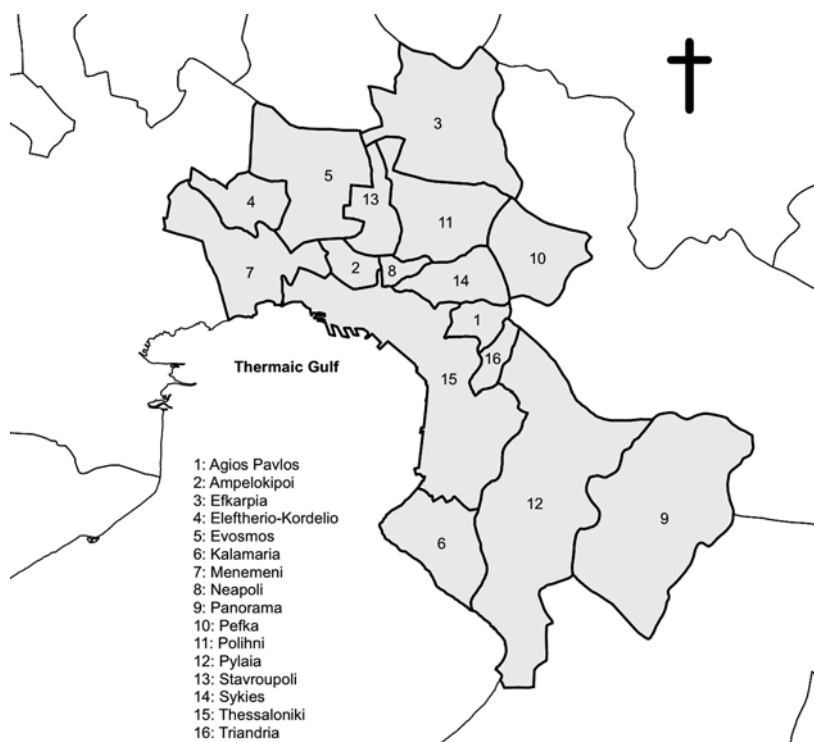 3
5
13
4
11
10
7
2
8
14
1
16
Thermaic Gulf
15
12
9
6
1: Agios Pavlos
2: Ampelokipoi
3: Efkarpia
4: Eleftherio-Kordelio
5: Evosmos
6: Kalamaria
7: Menemeni
8: Neapoli
9: Panorama
10: Pefka
11: Polihni
12: Pylaia
13: Stavroupoli
14: Sykies
15: Thessaloniki
16: Triandria